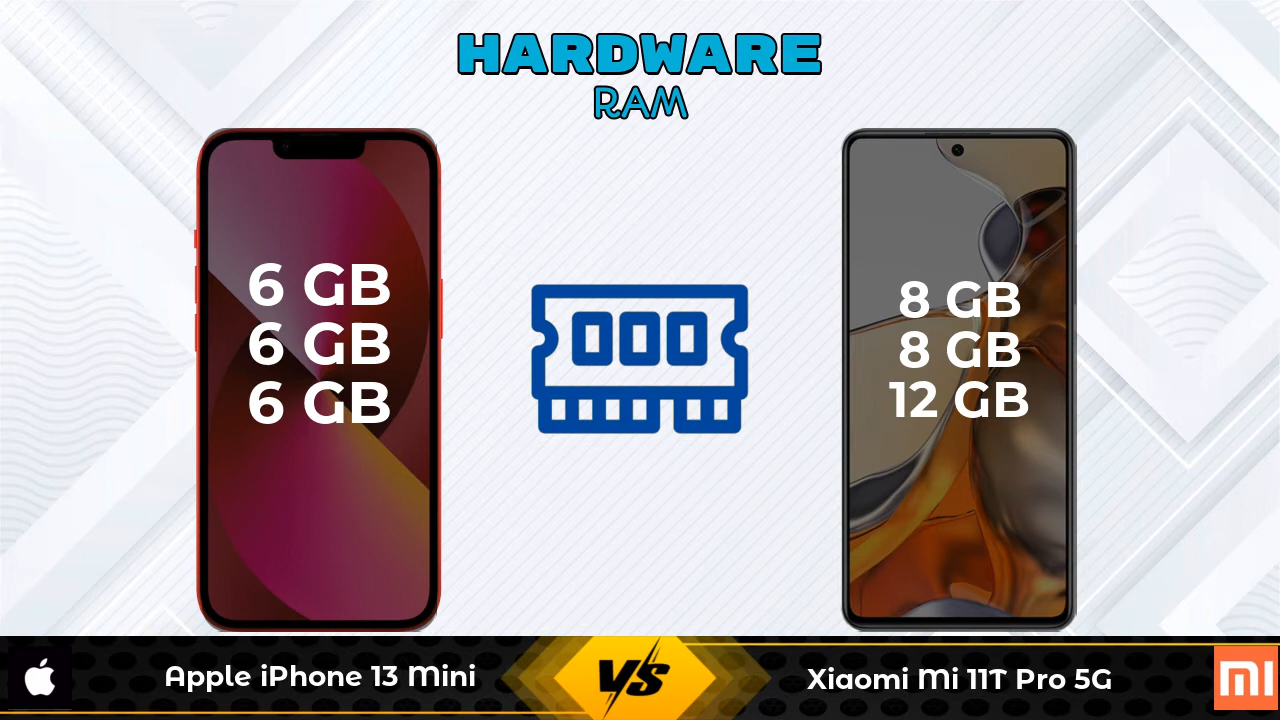 HARDWARE
RAM
6 GB
6 GB
6 GB
8 GB
8 GB
12 GB
Apple iPhone 13 Mini
VS
Xiaomi Mi 11T Pro 5G
MI